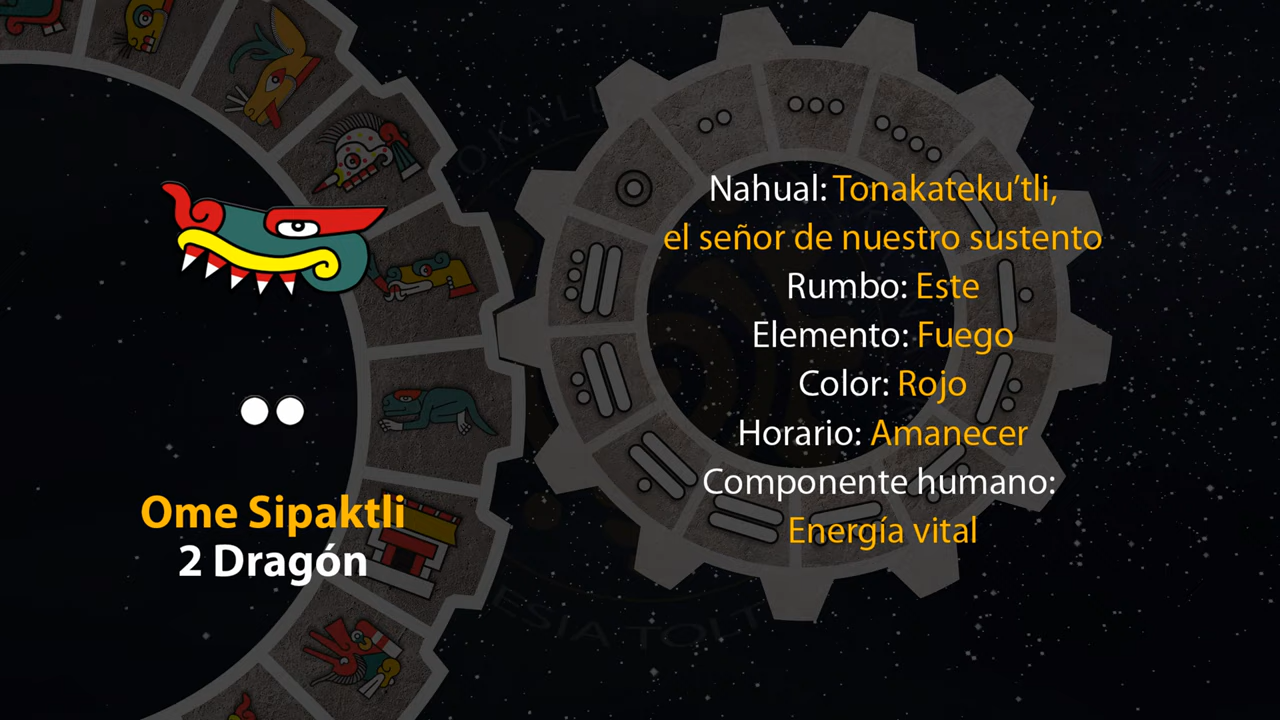 Ome Sipaktli
2 Dragón
Nahual: Tonakateku’tli,
el señor de nuestro sustento
Rumbo: Este
Elemento: Fuego
Color: Rojo
Horario: Amanecer
Componente humano:
Energía vital